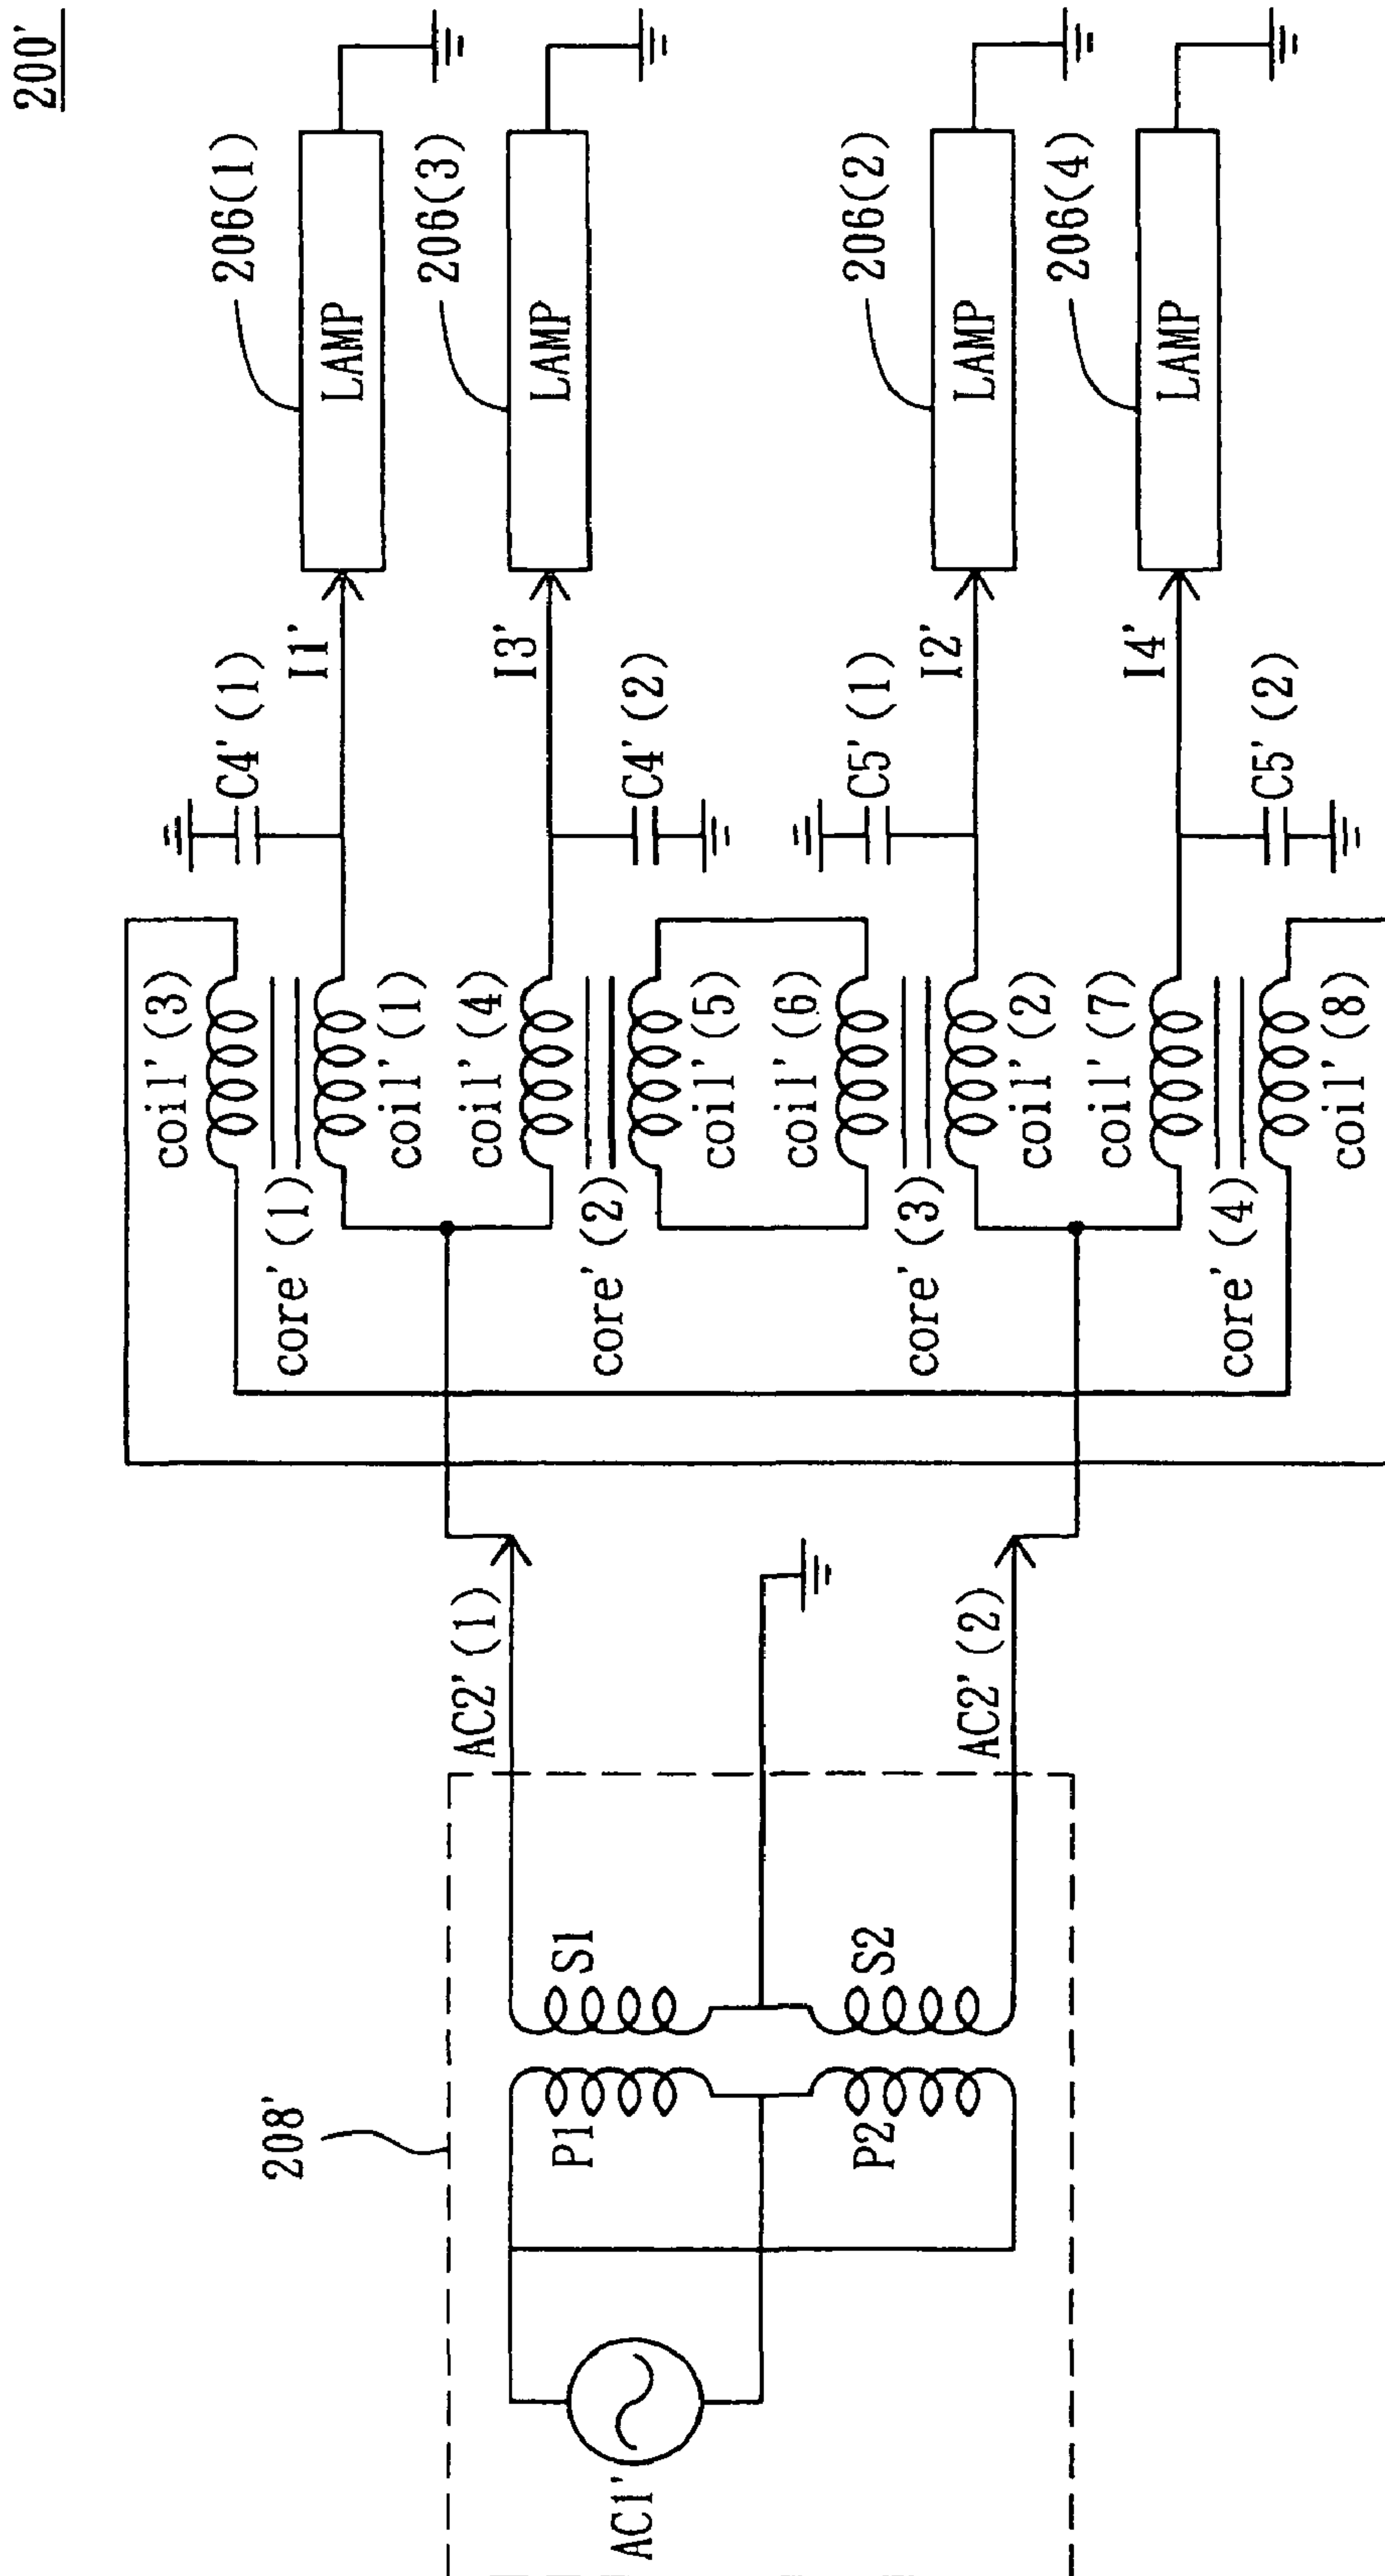 200'
206(1)
LAMP
206(3)
LAMP
206(2)
LAMP
206(4)
LAMP
I1'
C4'(1)
I3'
C4'(2)
I2'
C5'(1)
I4'
C5'(2)
coil'(3)
core'(1)
coil'(1)
coil'(4)
core'(2)
coil'(5)
coil'(6)
core'(3)
coil'(2)
coil'(7)
core'(4)
coil'(8)
AC2'(1)
AC2'(2)
S1
S2
P1
P2
208'
AC1'